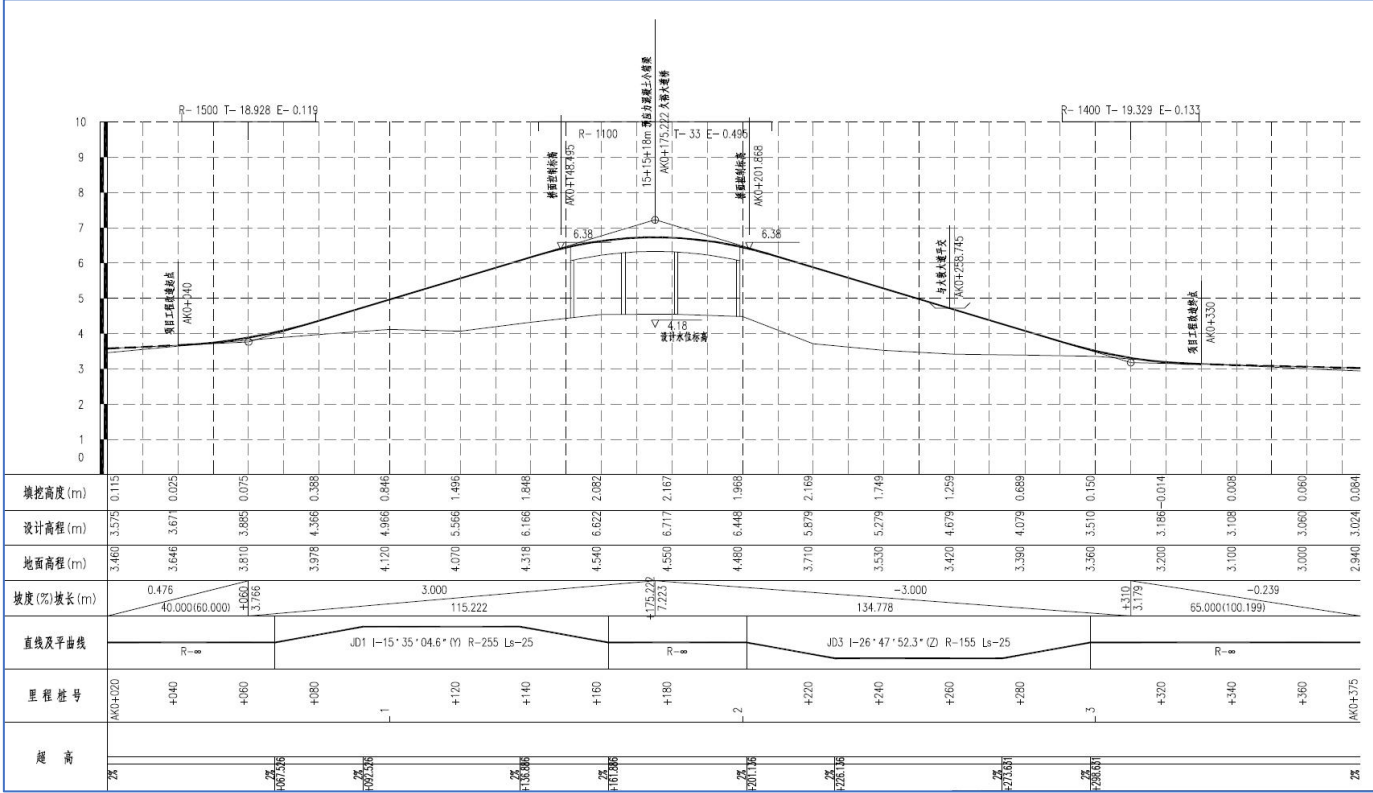 15+15+18m 预应力混凝土小箱梁
AK0+175.222 久裕大道桥
R- 1500 T- 18.928 E- 0.119
R- 1100 T- 33 E- 0.495
R- 1400 T- 19.329 E- 0.133
桥面控制标高
AK0+148.495
桥面控制标高
AK0+201.868
6.38
6.38
项目工程改造起点
AK0+040
AK0+258.745
项目工程改造终点
AK0+330
4.18
设计水位标高
10
9
8
7
6
5
4
3
2
1
0
填挖高度(m) 0.115 0.025 0.075 0.388 0.846 1.496 1.848 2.082 2.167 1.968 2.169 1.749 1.259 0.689 0.150 -0.014 0.008 0.060 0.084
设计高程(m) 3.575 3.671 3.885 4.366 4.966 5.566 6.166 6.622 6.717 6.448 5.879 5.279 4.679 4.079 3.510 3.186 3.108 3.060 3.024
地面高程(m) 3.460 3.646 3.810 3.978 4.120 4.070 4.318 4.540 4.550 4.480 3.710 3.530 3.420 3.390 3.360 3.200 3.100 3.000 2.940
坡度(%)坡长(m) 0.476 40.000(60.000) +060 3.766 3.000 115.222 +175.222 7.223 -3.000 134.778 +310 3.179 -0.239 65.000(100.199)
直线及平曲线 R-∞ JD1 I-15°35'04.6"(Y) R-255 Ls-25 R-∞ JD3 I-26°47'52.3"(Z) R-155 Ls-25 R-∞
里程桩号 AK0+020 +040 +060 +080 1 +120 +140 +160 +180 2 +220 +240 +260 +280 3 +320 +340 +360 AK0+375
超高 2% 2% +067.526 2% +092.526 2% +136.886 2% +161.886 2% +201.136 2% +226.136 2% +273.631 2% +298.631 2%